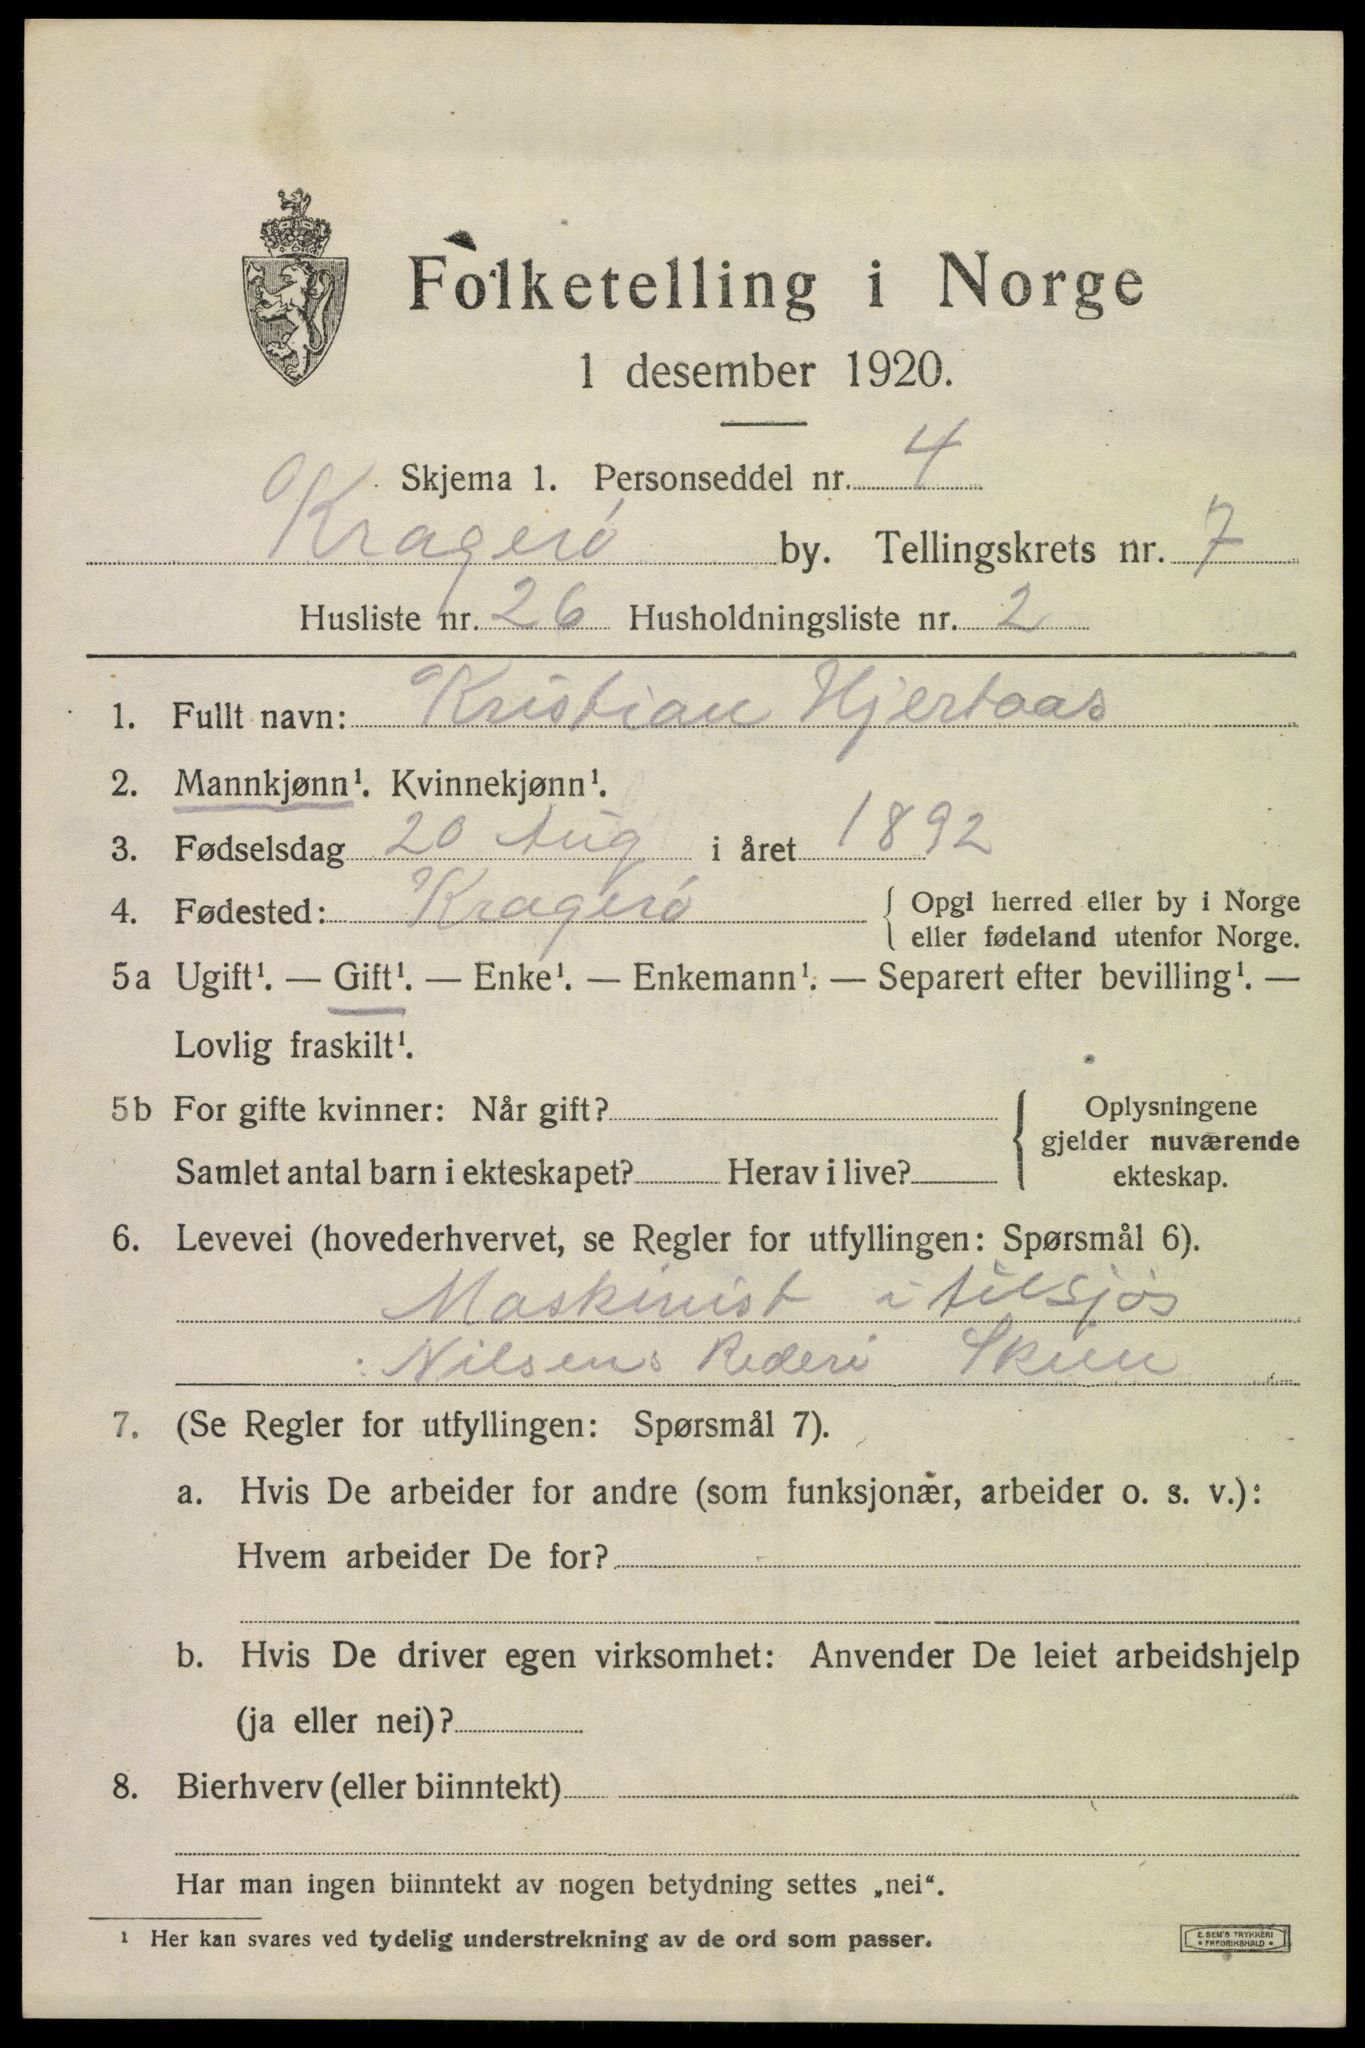 Folketelling i Norge
1 desember 1920.
Skjema 1. Personseddel nr. 4
Kragerø by. Tellingskrets nr. 7
Husliste nr. 26 Husholdningsliste nr. 2
1. Fullt navn: Kristian Hjertaas
2. Mannkjønn¹. Kvinnekjønn¹.
3. Fødselsdag 20 Aug i året 1892
4. Fødested: Kragerø { Opgi herred eller by i Norge
eller fødeland utenfor Norge.
5a Ugift¹. — Gift¹. — Enke¹. — Enkemann¹. — Separert efter bevilling¹. —
Lovlig fraskilt¹.
5b For gifte kvinner: Når gift? { Oplysningene
gjelder nuværende
Samlet antal barn i ekteskapet? Herav i live? ekteskap.
6. Levevei (hovederhvervet, se Regler for utfyllingen: Spørsmål 6).
Maskinist i tilsjøs
Nilsens Rederi
7. (Se Regler for utfyllingen: Spørsmål 7).
a. Hvis De arbeider for andre (som funksjonær, arbeider o. s. v.):
Hvem arbeider De for?
b. Hvis De driver egen virksomhet: Anvender De leiet arbeidshjelp
(ja eller nei)?
8. Bierhverv (eller biinntekt)
Har man ingen biinntekt av nogen betydning settes „nei“.
¹ Her kan svares ved tydelig understrekning av de ord som passer.
E. SEM'S TRYKKERI
• FREDRIKSHALD •